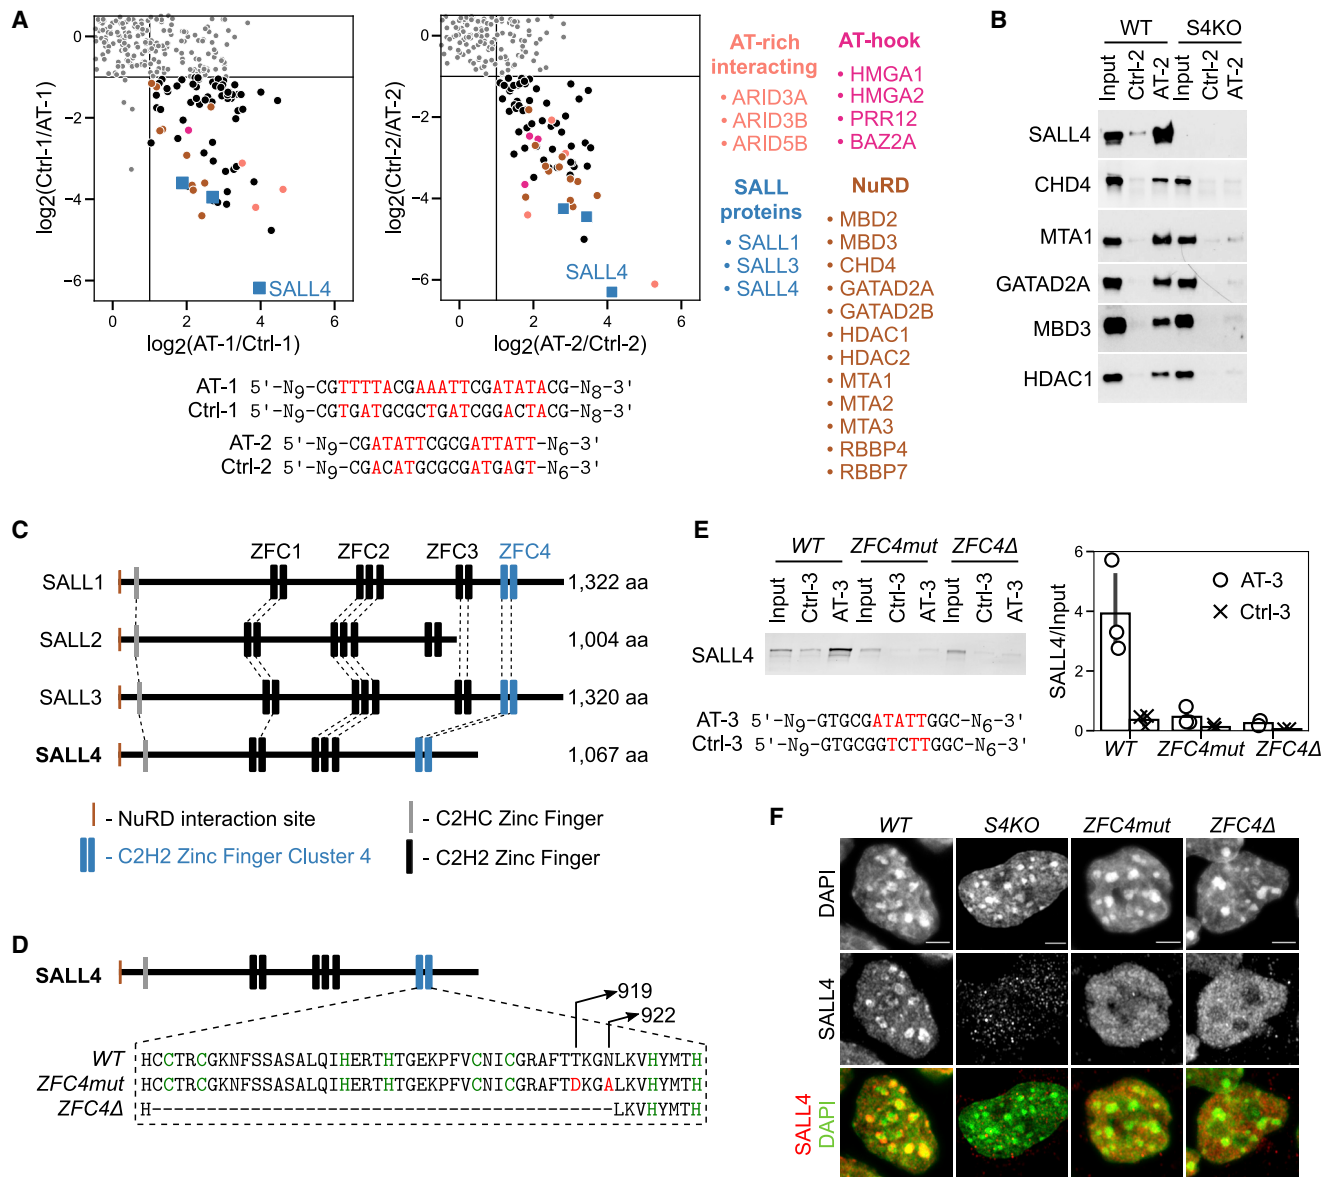 A
log2(Ctrl-1/AT-1)
0
−2
−4
−6
SALL4
0 2 4 6
log2(AT-1/Ctrl-1)
log2(Ctrl-2/AT-2)
0
−2
−4
−6
SALL4
0 2 4 6
log2(AT-2/Ctrl-2)
AT-rich
interacting
• ARID3A
• ARID3B
• ARID5B
AT-hook
• HMGA1
• HMGA2
• PRR12
• BAZ2A
SALL
proteins
• SALL1
• SALL3
• SALL4
NuRD
• MBD2
• MBD3
• CHD4
• GATAD2A
• GATAD2B
• HDAC1
• HDAC2
• MTA1
• MTA2
• MTA3
• RBBP4
• RBBP7
AT-1 5'-N9-CGTTTTACGAAATTCGATATACG-N8-3'
Ctrl-1 5'-N9-CGTGATGCGCTGATCGGACTACG-N8-3'
AT-2 5'-N9-CGATATTCGCGATTATT-N6-3'
Ctrl-2 5'-N9-CGACATGCGCGATGAGT-N6-3'
B
WT S4KO
Input Ctrl-2 AT-2 Input Ctrl-2 AT-2
SALL4
CHD4
MTA1
GATAD2A
MBD3
HDAC1
C
ZFC1 ZFC2 ZFC3 ZFC4
SALL1 1,322 aa
SALL2 1,004 aa
SALL3 1,320 aa
SALL4 1,067 aa
- NuRD interaction site
- C2HC Zinc Finger
- C2H2 Zinc Finger Cluster 4
- C2H2 Zinc Finger
D
SALL4
919
922
WT HCCTRCGKNFSSASALQIHERTHTGEKPFVCNICGRAFTTKGNLKVHYMTH
ZFC4mut HCCTRCGKNFSSASALQIHERTHTGEKPFVCNICGRAFTDKGALKVHYMTH
ZFC4Δ H-------------------------------------------LKVHYMTH
E
WT ZFC4mut ZFC4Δ
Input Ctrl-3 AT-3 Input Ctrl-3 AT-3 Input Ctrl-3 AT-3
SALL4
AT-3 5'-N9-GTGCGATATTGGC-N6-3'
Ctrl-3 5'-N9-GTGCGGTCTTGGC-N6-3'
SALL4/Input
6
4
2
0
AT-3
Ctrl-3
WT ZFC4mut ZFC4Δ
F
WT S4KO ZFC4mut ZFC4Δ
DAPI
SALL4
SALL4
DAPI